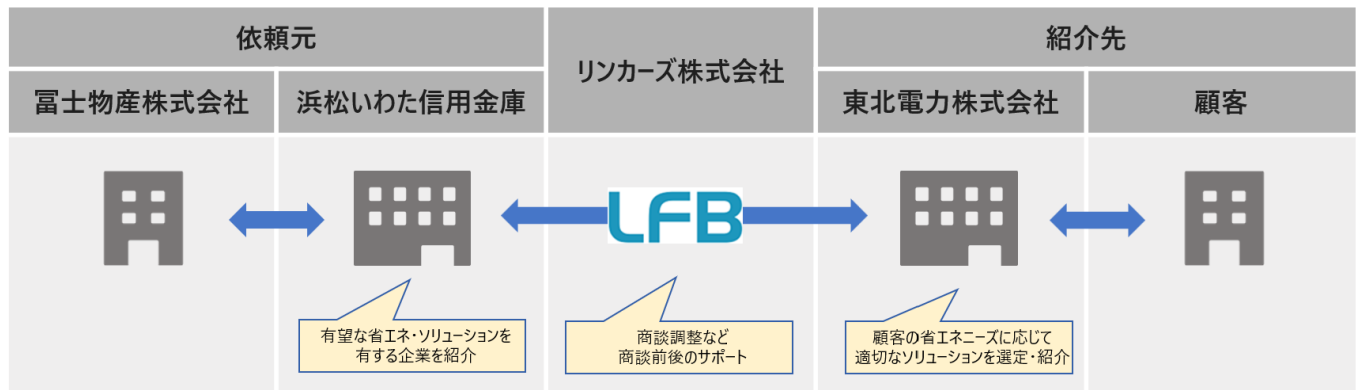 依頼元
リンカーズ株式会社
紹介先
冨士物産株式会社
浜松いわた信用金庫
東北電力株式会社
顧客
LFB
有望な省エネ・ソリューションを
有する企業を紹介
商談調整など
商談前後のサポート
顧客の省エネニーズに応じて
適切なソリューションを選定・紹介